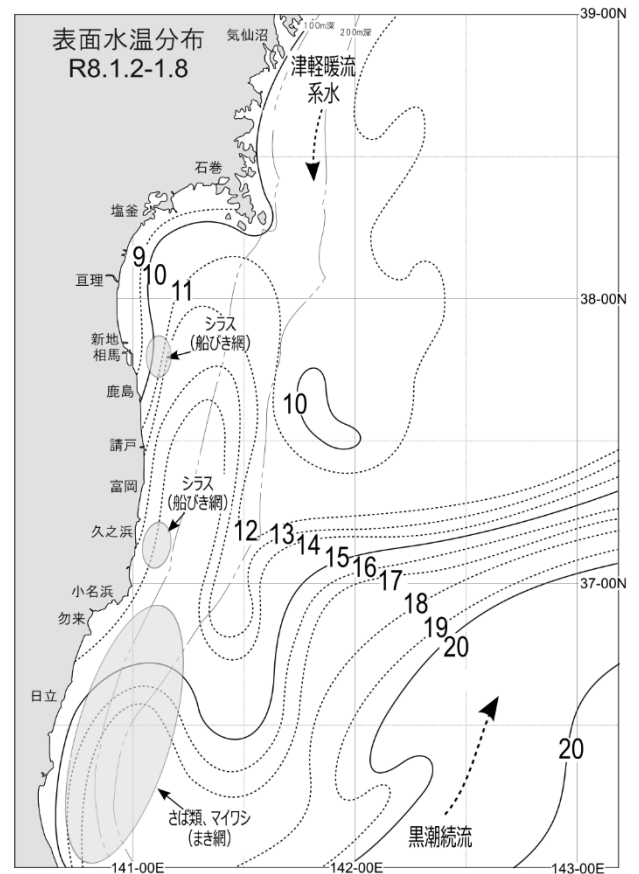 表面水温分布
R8.1.2-1.8
気仙沼
100m深
200m深
39-00N
津軽暖流
系水
石巻
塩釜
9
10
11
亘理
38-00N
新地
相馬
シラス
(船びき網)
鹿島
10
請戸
富岡
シラス
(船びき網)
久之浜
12
13
14
15
16
17
18
19
20
37-00N
小名浜
勿来
日立
20
さば類、マイワシ
(まき網)
黒潮続流
141-00E
142-00E
143-00E